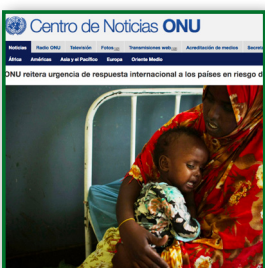 Centro de Noticias ONU
Noticias Radio ONU Televisión Fotos Transmisiones web Acreditación de medios
África Américas Asia y el Pacífico Europa Oriente Medio
ONU reitera urgencia de respuesta internacional a los países en riesgo d